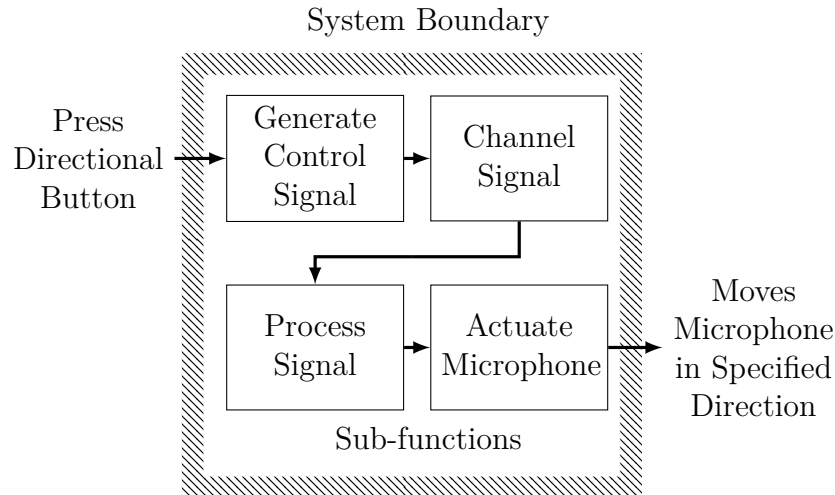 System Boundary
Press
Directional
Button
Generate
Control
Signal
Channel
Signal
Process
Signal
Actuate
Microphone
Sub-functions
Moves
Microphone
in Specified
Direction